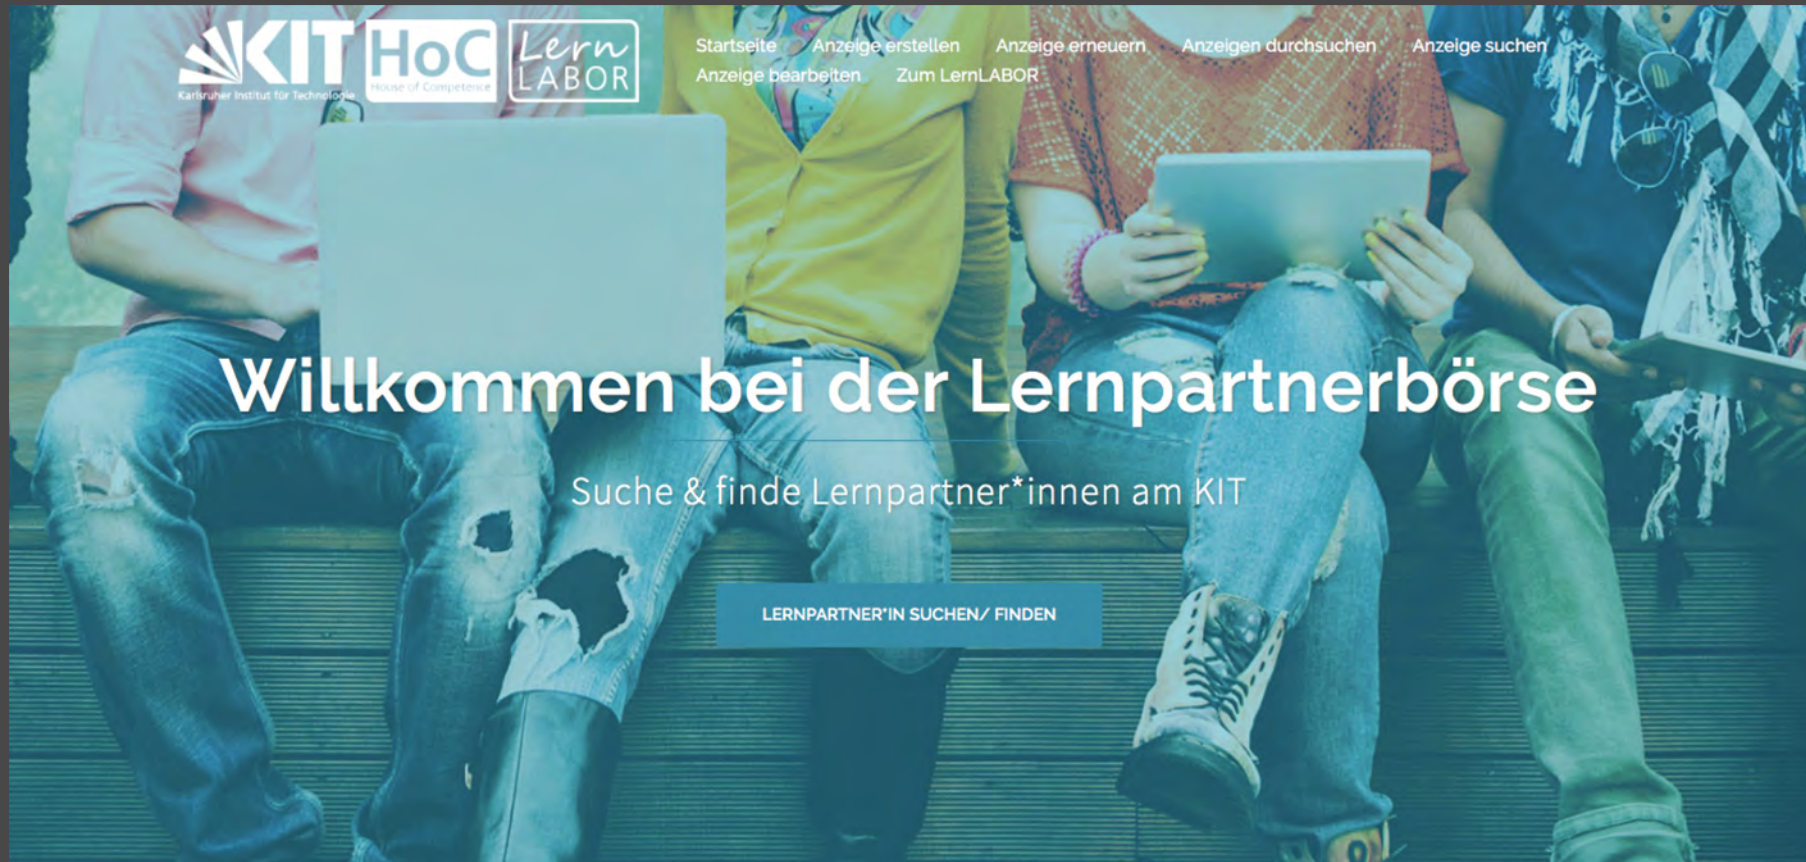 KIT
Karlsruher Institut für Technologie
HoC
House of Competence
Lern
LABOR
Startseite Anzeige erstellen Anzeige erneuern Anzeigen durchsuchen Anzeige suchen
Anzeige bearbeiten Zum LernLABOR
Willkommen bei der Lernpartnerbörse
Suche & finde Lernpartner*innen am KIT
LERNPARTNER*IN SUCHEN/ FINDEN